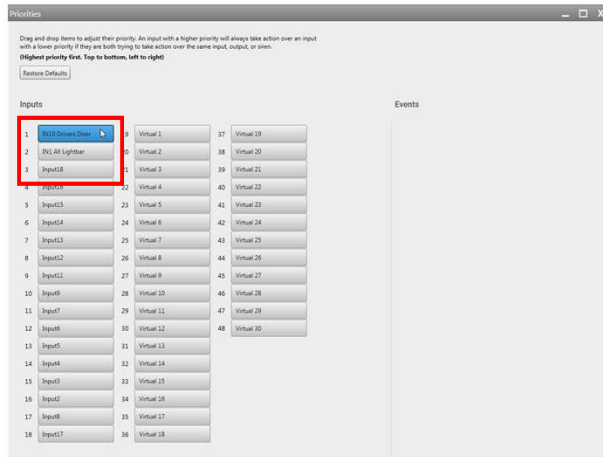 Priorities
Drag and drop items to adjust their priority. An input with a higher priority will always take action over an input
with a lower priority if they are both trying to take action over the same input, output, or siren.
(Highest priority first. Top to bottom, left to right)
Restore Defaults
Inputs
Events
1 IN10 Drivers Door
2 IN1 All Lightbar
3 Input18
4 Input16
5 Input15
6 Input14
7 Input13
8 Input12
9 Input11
10 Input9
11 Input7
12 Input6
13 Input5
14 Input4
15 Input3
16 Input2
17 Input8
18 Input17
9 Virtual 1
20 Virtual 2
21 Virtual 3
22 Virtual 4
23 Virtual 5
24 Virtual 6
25 Virtual 7
26 Virtual 8
27 Virtual 9
28 Virtual 10
29 Virtual 11
30 Virtual 12
31 Virtual 13
32 Virtual 14
33 Virtual 15
34 Virtual 16
35 Virtual 17
36 Virtual 18
37 Virtual 19
38 Virtual 20
39 Virtual 21
40 Virtual 22
41 Virtual 23
42 Virtual 24
43 Virtual 25
44 Virtual 26
45 Virtual 27
46 Virtual 28
47 Virtual 29
48 Virtual 30